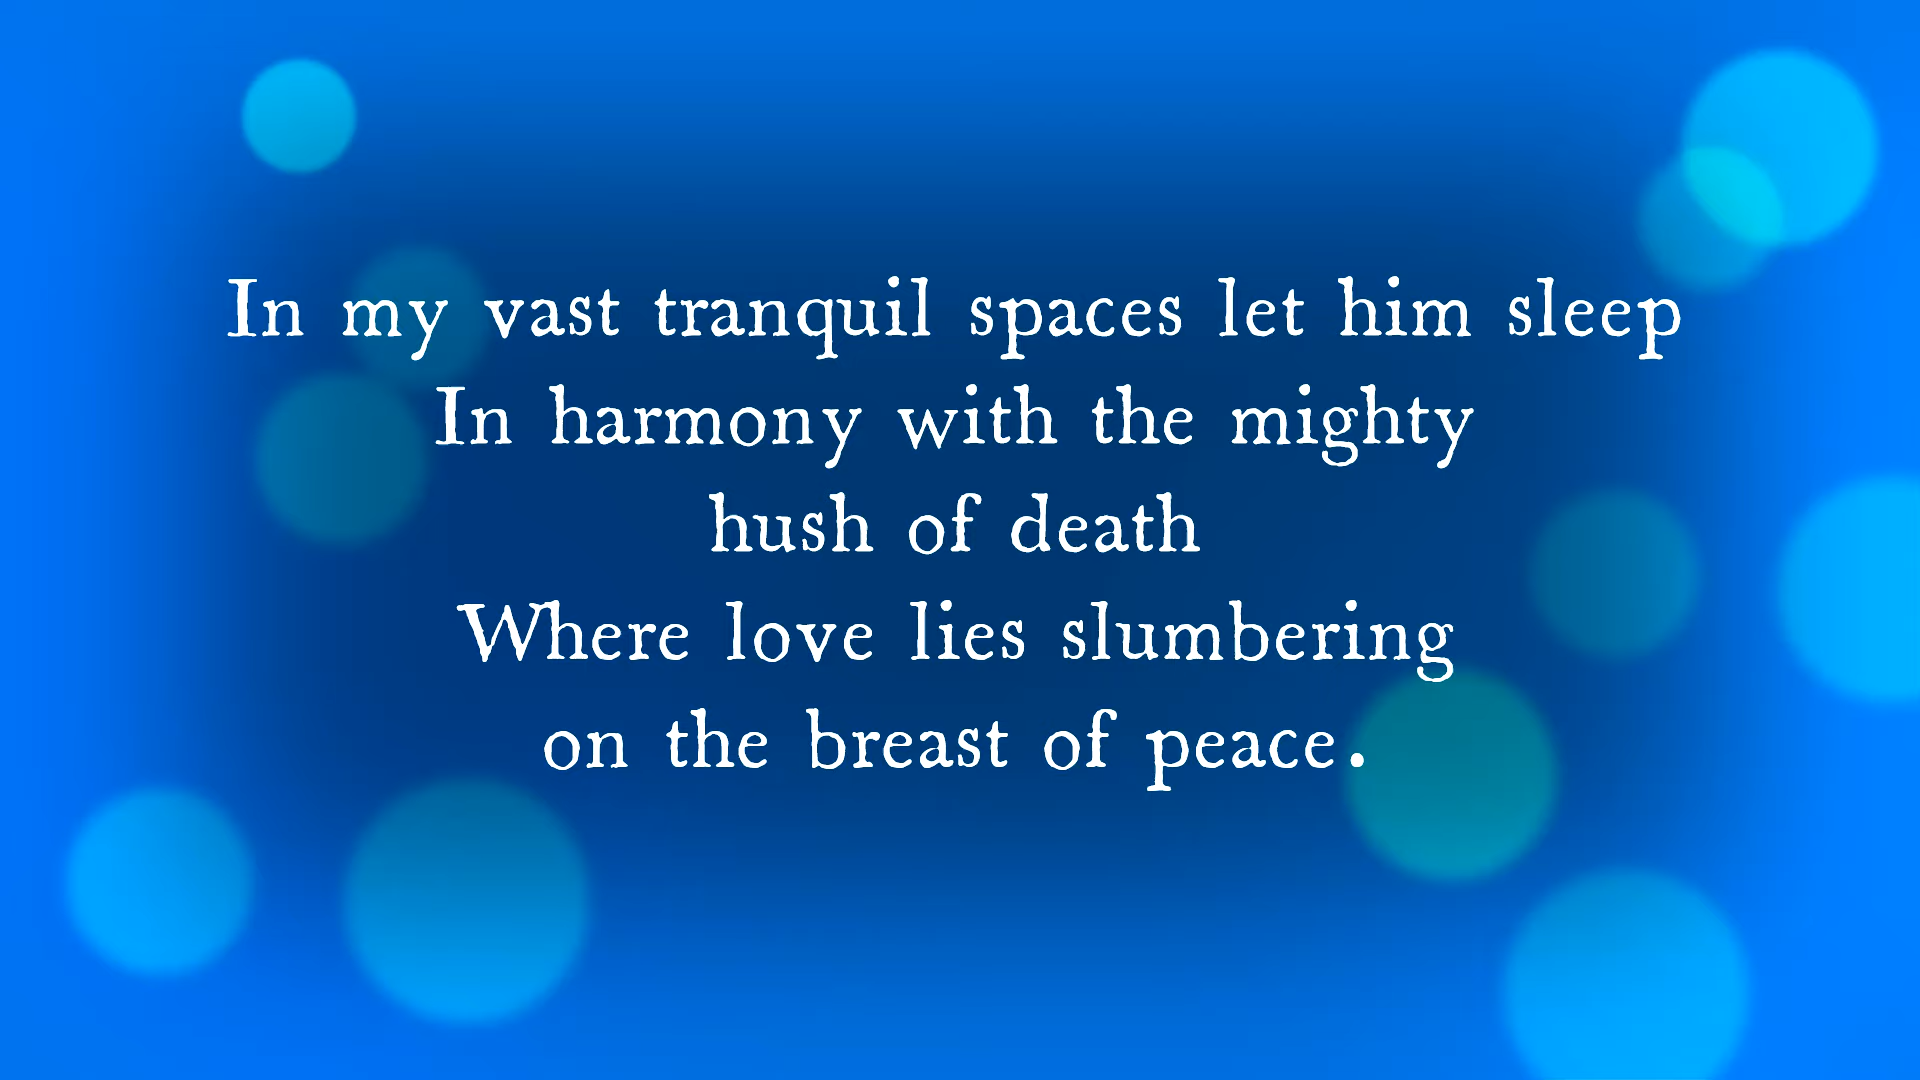 In my vast tranquil spaces let him sleep
In harmony with the mighty
hush of death
Where love lies slumbering
on the breast of peace.